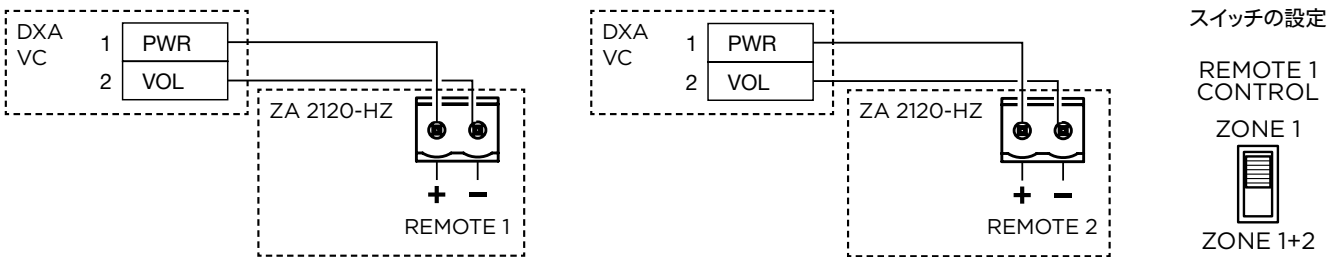 DXA
VC
1 PWR
2 VOL
ZA 2120-HZ
+ −
REMOTE 1
DXA
VC
1 PWR
2 VOL
ZA 2120-HZ
+ −
REMOTE 2
スイッチの設定
REMOTE 1
CONTROL
ZONE 1
ZONE 1+2